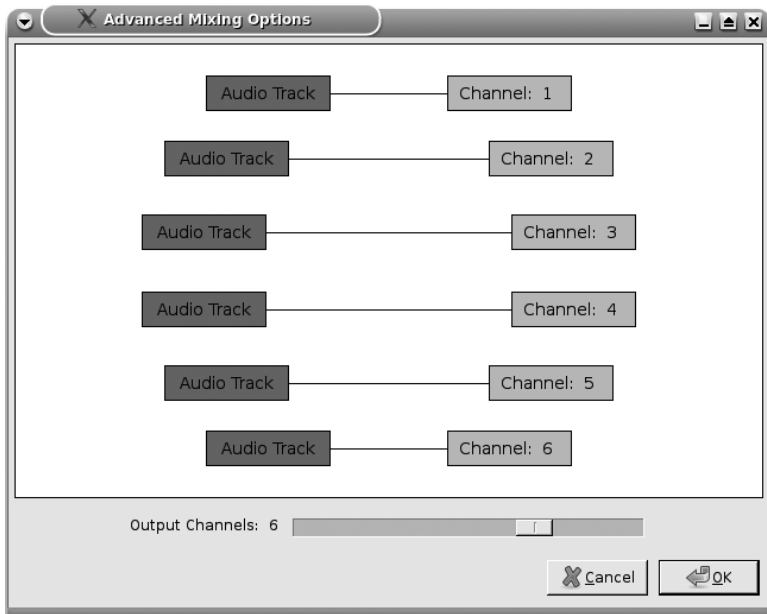 Advanced Mixing Options
Audio Track Channel: 1
Audio Track Channel: 2
Audio Track Channel: 3
Audio Track Channel: 4
Audio Track Channel: 5
Audio Track Channel: 6
Output Channels: 6
Cancel OK